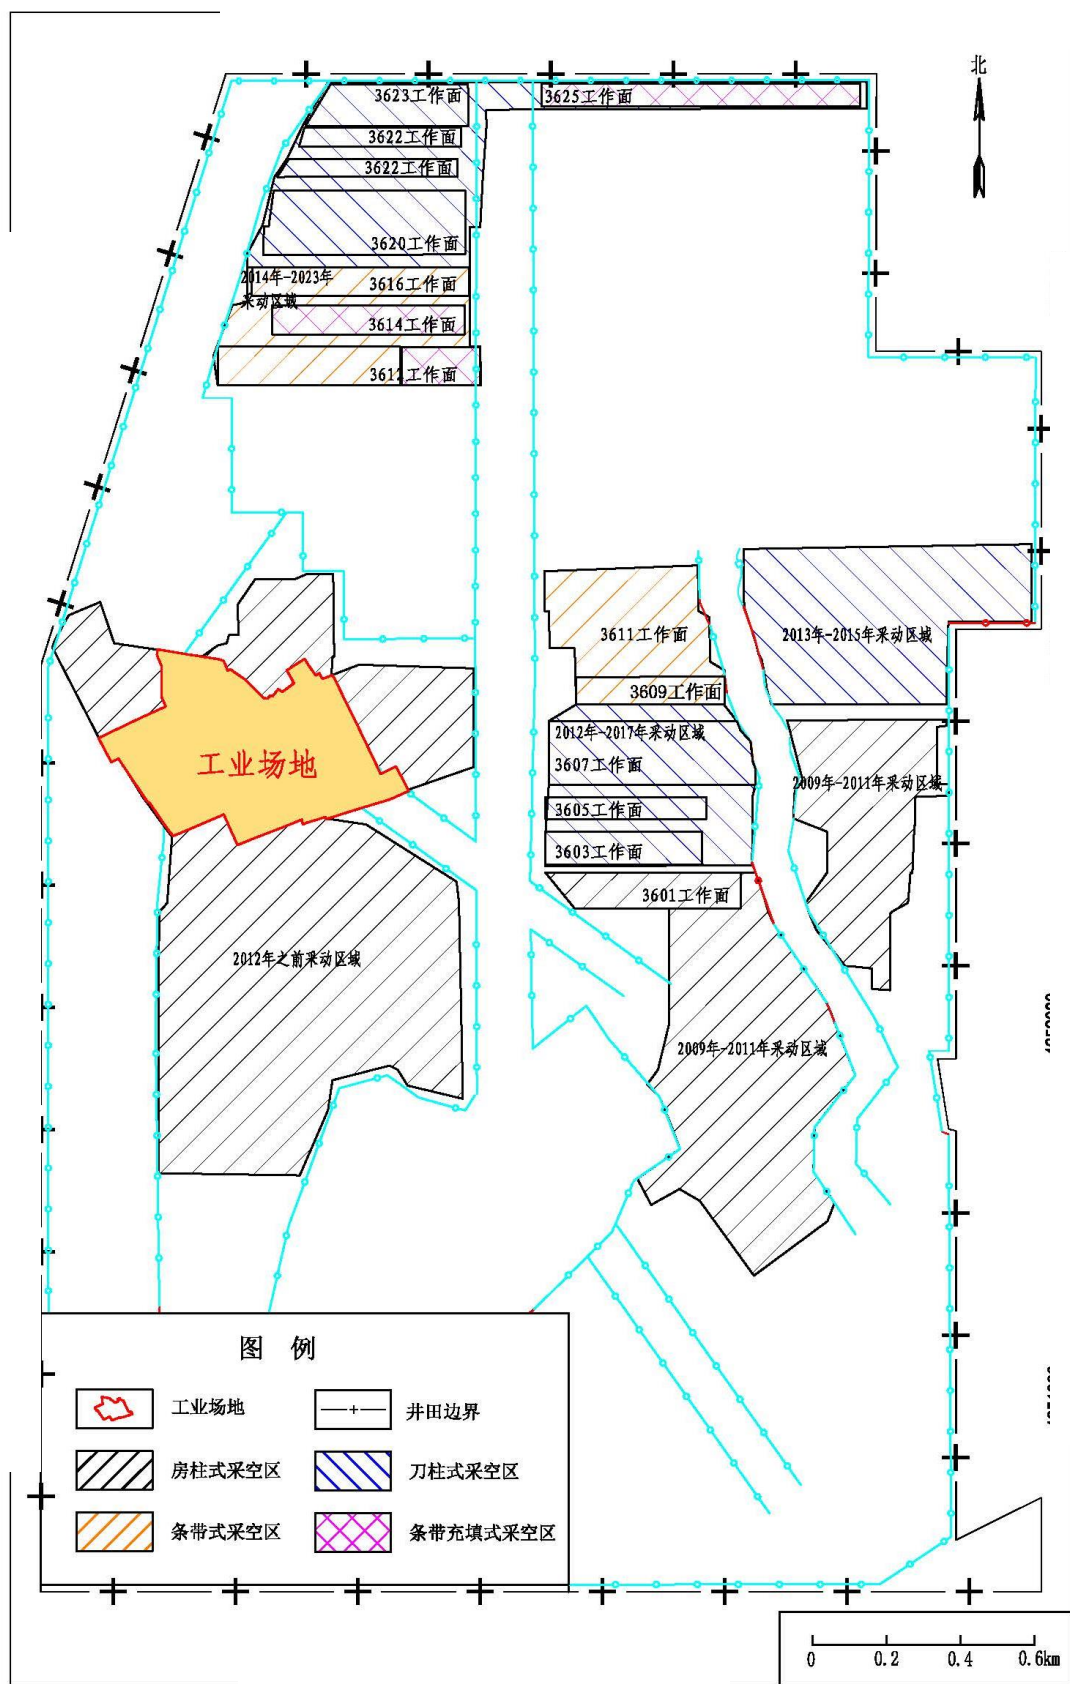 北
3623工作面
3625工作面
3622工作面
3622工作面
3620工作面
2014年-2023年
采动区域
3616工作面
3614工作面
3612工作面
3611工作面
2013年-2015年采动区域
3609工作面
2012年-2017年采动区域
3607工作面
2009年-2011年采动区域
工业场地
3605工作面
3603工作面
3601工作面
2012年之前采动区域
2009年-2011年采动区域
图 例
工业场地
井田边界
房柱式采空区
刀柱式采空区
条带式采空区
条带充填式采空区
0 0.2 0.4 0.6km